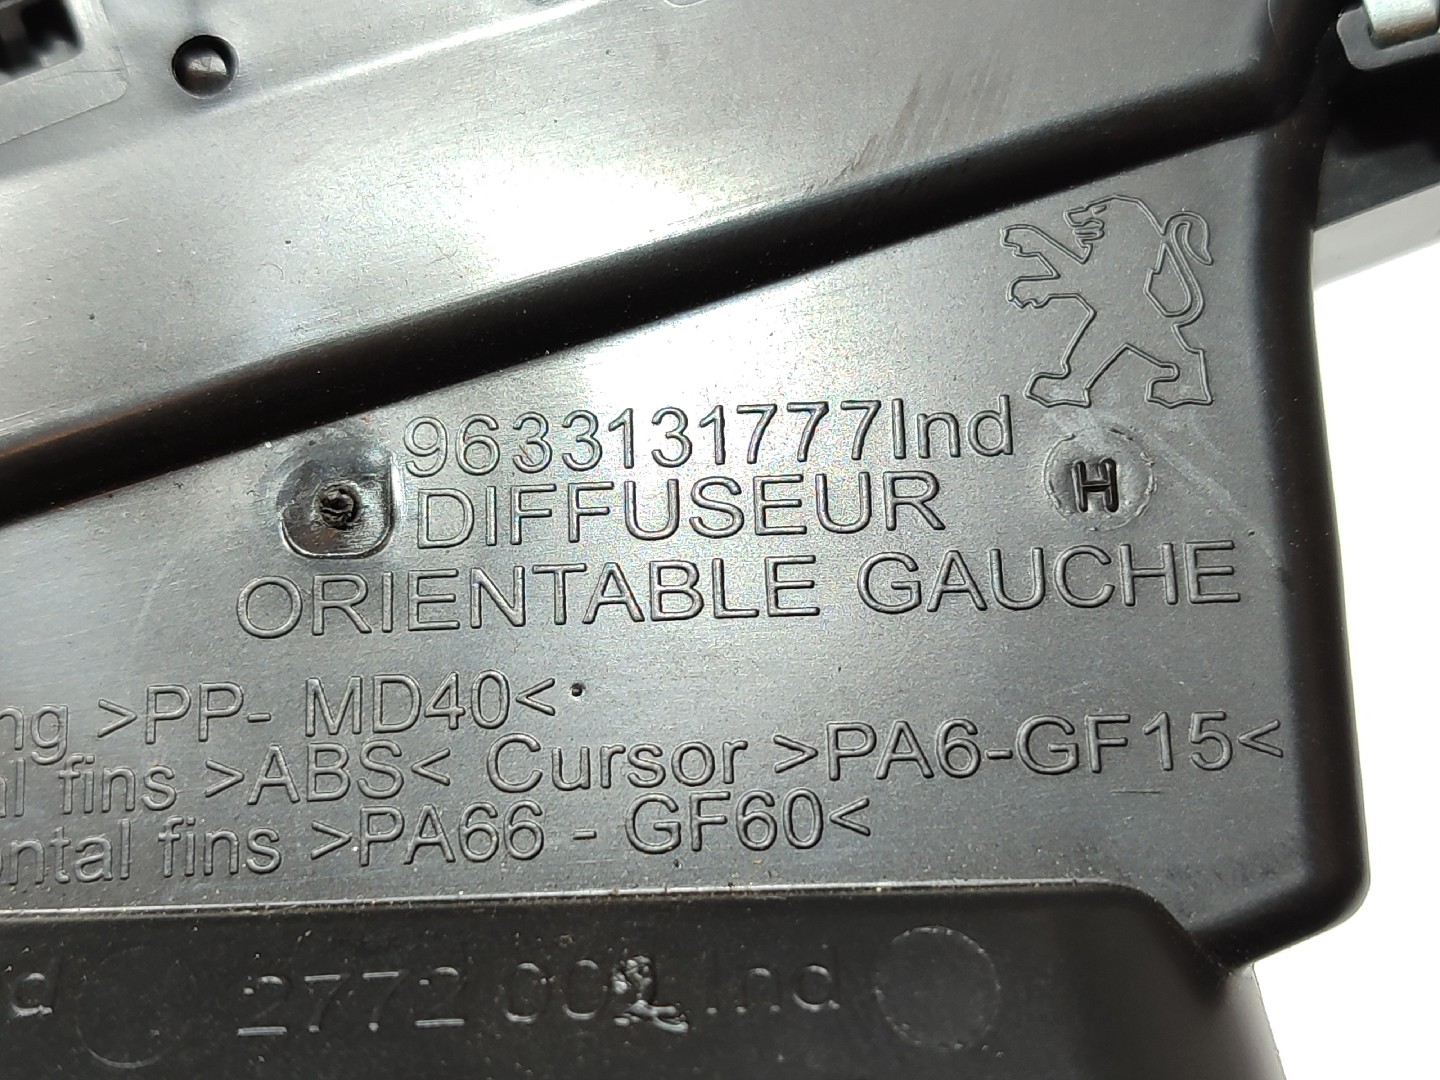 9633131777Ind
DIFFUSEUR H
ORIENTABLE GAUCHE
ng >PP- MD40<
al fins >ABS< Cursor >PA6-GF15<
ontal fins >PA66 - GF60<
d 2772 Ind